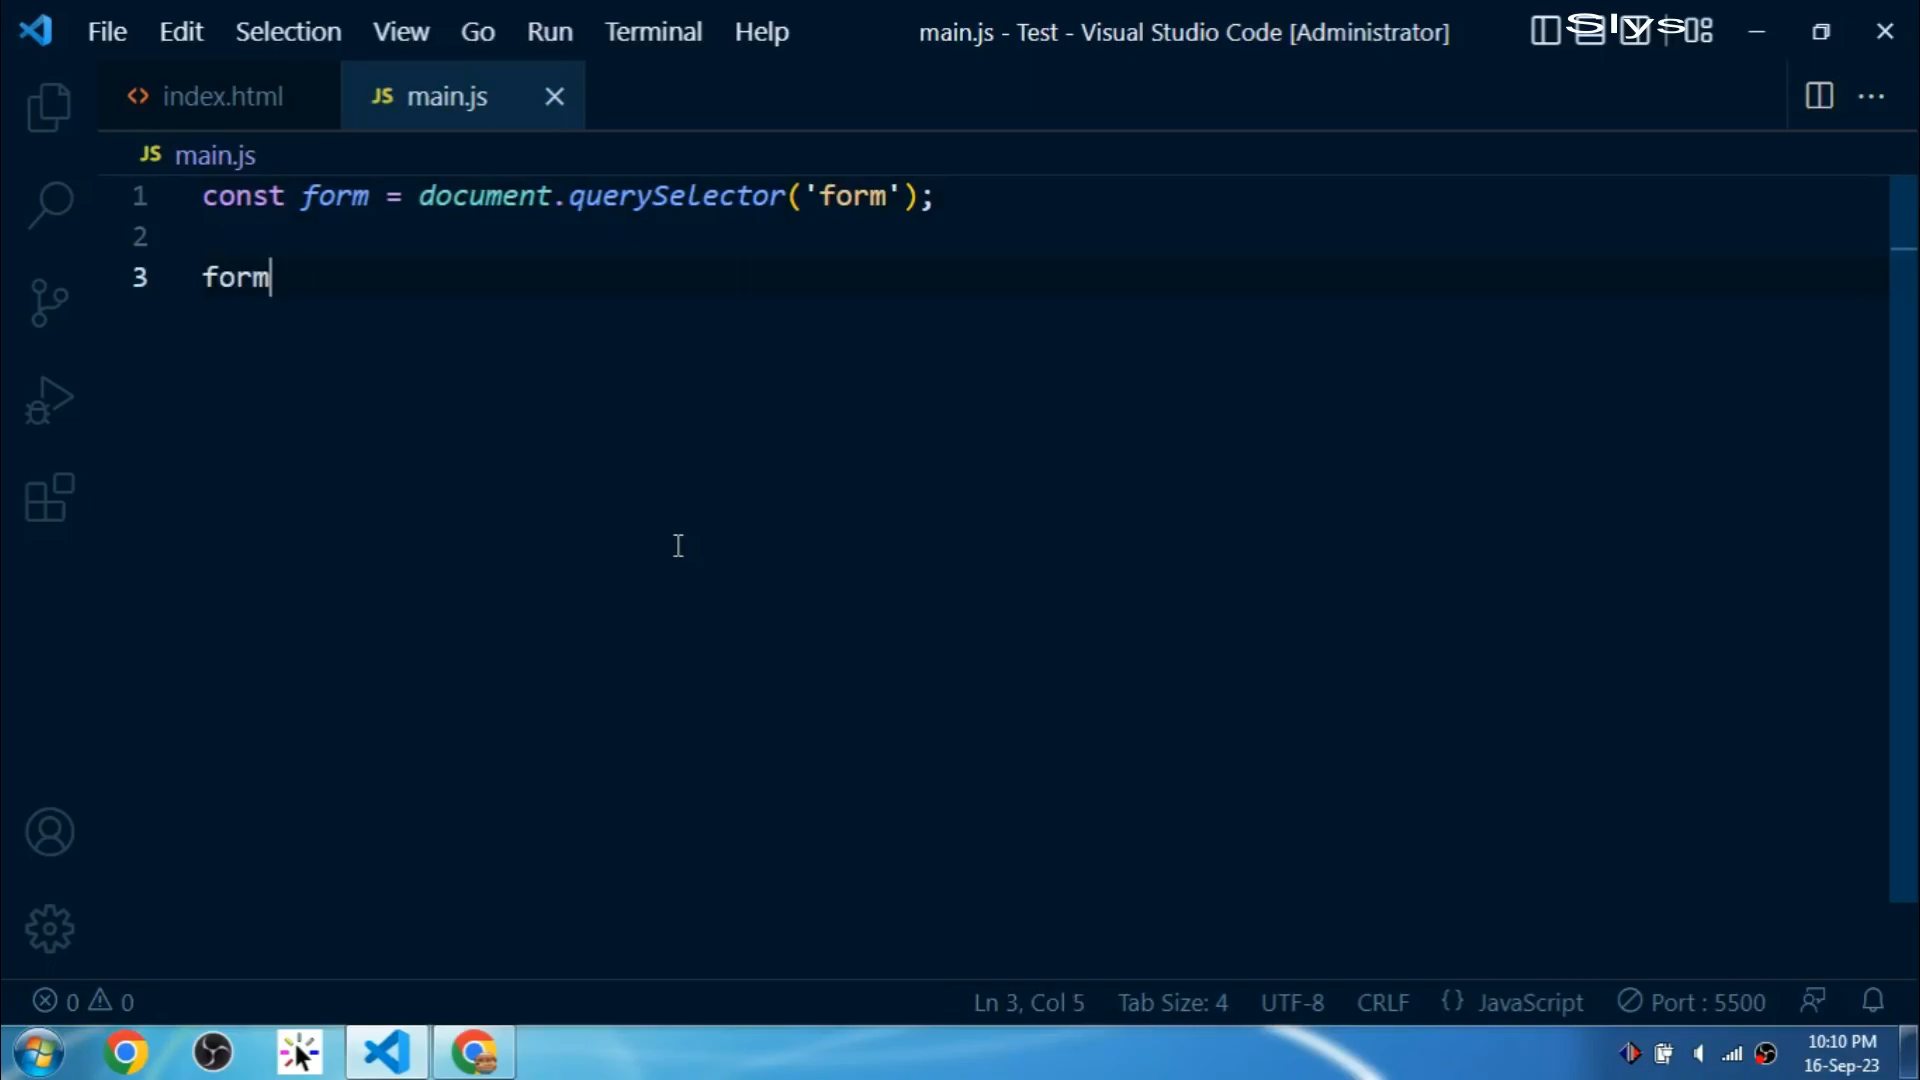 File Edit Selection View Go Run Terminal Help main.js - Test - Visual Studio Code [Administrator] Slys
index.html JS main.js
JS main.js
1 const form = document.querySelector('form');
2
3 form
0 0 Ln 3, Col 5 Tab Size: 4 UTF-8 CRLF {} JavaScript Port : 5500
10:10 PM
16-Sep-23